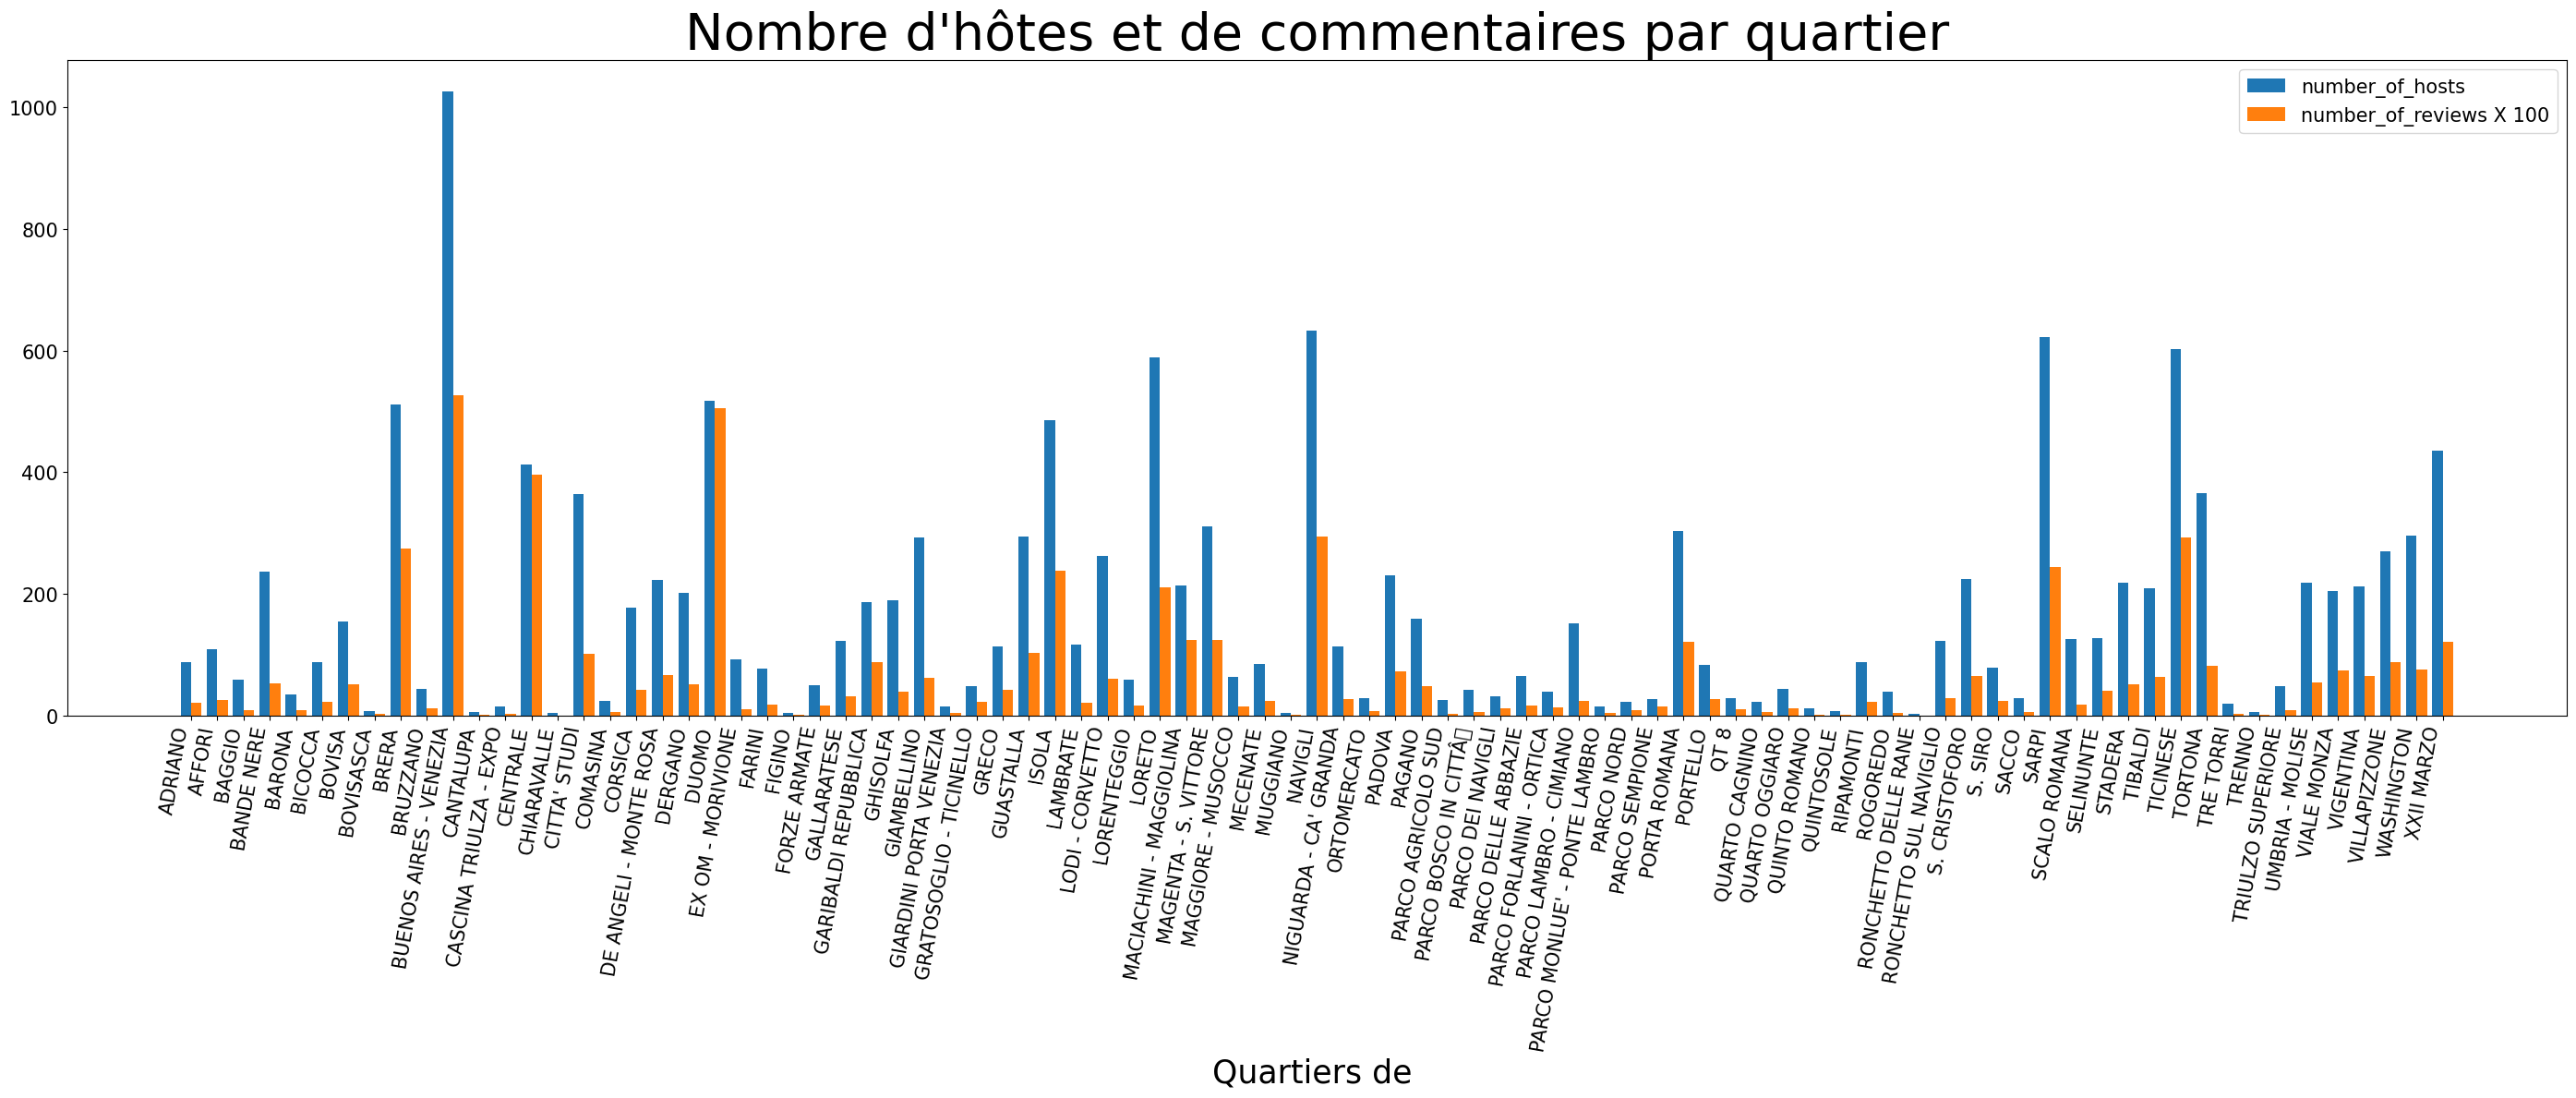 Nombre d'hôtes et de commentaires par quartier
number_of_hosts
number_of_reviews X 100
1000
800
600
400
200
0
ADRIANO
AFFORI
BAGGIO
BANDE NERE
BARONA
BICOCCA
BOVISA
BOVISASCA
BRERA
BRUZZANO
BUENOS AIRES - VENEZIA
CANTALUPA
CASCINA TRIULZA - EXPO
CENTRALE
CHIARAVALLE
CITTA' STUDI
COMASINA
CORSICA
DE ANGELI - MONTE ROSA
DERGANO
DUOMO
EX OM - MORIVIONE
FARINI
FIGINO
FORZE ARMATE
GALLARATESE
GARIBALDI REPUBBLICA
GHISOLFA
GIAMBELLINO
GIARDINI PORTA VENEZIA
GRATOSOGLIO - TICINELLO
GRECO
GUASTALLA
ISOLA
LAMBRATE
LODI - CORVETTO
LORENTEGGIO
LORETO
MACIACHINI - MAGGIOLINA
MAGENTA - S. VITTORE
MAGGIORE - MUSOCCO
MECENATE
MUGGIANO
NAVIGLI
NIGUARDA - CA' GRANDA
ORTOMERCATO
PADOVA
PAGANO
PARCO AGRICOLO SUD
PARCO BOSCO IN CITTÂ
PARCO DEI NAVIGLI
PARCO DELLE ABBAZIE
PARCO FORLANINI - ORTICA
PARCO LAMBRO - CIMIANO
PARCO MONLUE' - PONTE LAMBRO
PARCO NORD
PARCO SEMPIONE
PORTA ROMANA
PORTELLO
QT 8
QUARTO CAGNINO
QUARTO OGGIARO
QUINTO ROMANO
QUINTOSOLE
RIPAMONTI
ROGOREDO
RONCHETTO DELLE RANE
RONCHETTO SUL NAVIGLIO
S. CRISTOFORO
S. SIRO
SACCO
SARPI
SCALO ROMANA
SELINUNTE
STADERA
TIBALDI
TICINESE
TORTONA
TRE TORRI
TRENNO
TRIULZO SUPERIORE
UMBRIA - MOLISE
VIALE MONZA
VIGENTINA
VILLAPIZZONE
WASHINGTON
XXII MARZO
Quartiers de